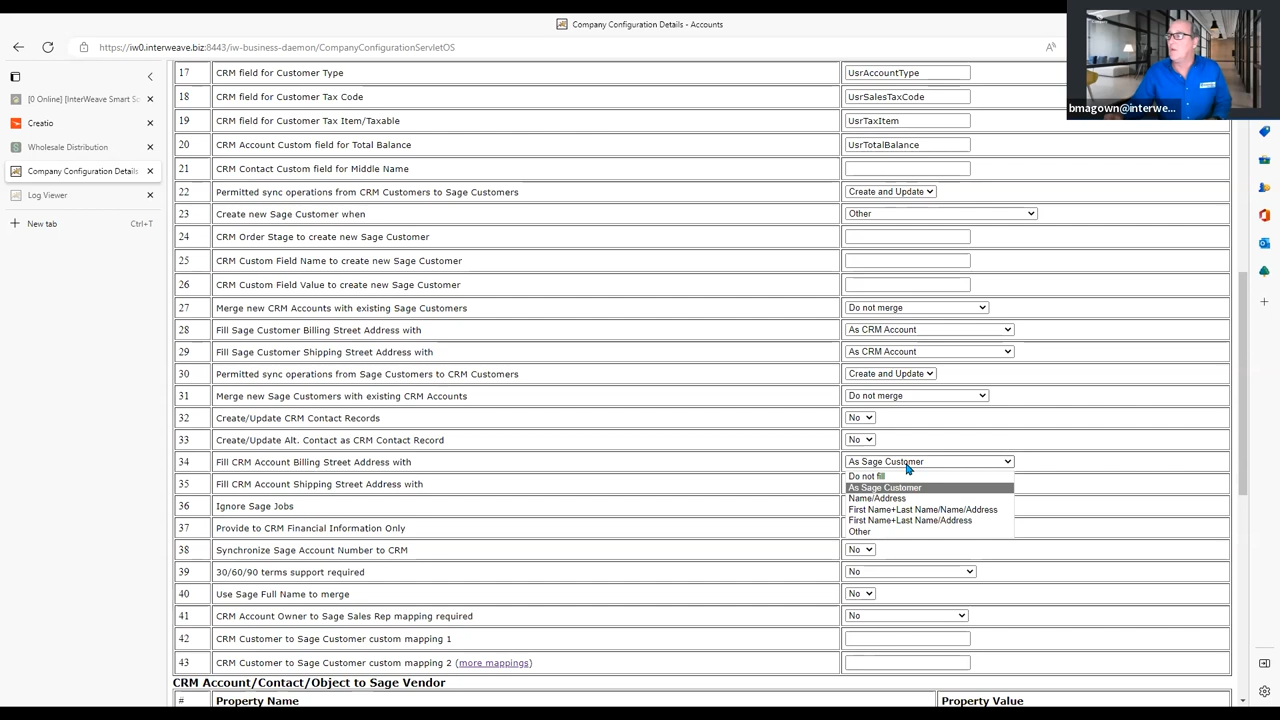 Company Configuration Details - Accounts
https://iw0.interweave.biz:8443/iw-business-daemon/CompanyConfigurationServletOS
bmagown@interwe...
[0 Online] [InterWeave Smart S
Creatio
Wholesale Distribution
Company Configuration Details
Log Viewer
New tab Ctrl+T
17 CRM field for Customer Type UsrAccountType
18 CRM field for Customer Tax Code UsrSalesTaxCode
19 CRM field for Customer Tax Item/Taxable UsrTaxItem
20 CRM Account Custom field for Total Balance UsrTotalBalance
21 CRM Contact Custom field for Middle Name
22 Permitted sync operations from CRM Customers to Sage Customers Create and Update
23 Create new Sage Customer when Other
24 CRM Order Stage to create new Sage Customer
25 CRM Custom Field Name to create new Sage Customer
26 CRM Custom Field Value to create new Sage Customer
27 Merge new CRM Accounts with existing Sage Customers Do not merge
28 Fill Sage Customer Billing Street Address with As CRM Account
29 Fill Sage Customer Shipping Street Address with As CRM Account
30 Permitted sync operations from Sage Customers to CRM Customers Create and Update
31 Merge new Sage Customers with existing CRM Accounts Do not merge
32 Create/Update CRM Contact Records No
33 Create/Update Alt. Contact as CRM Contact Record No
34 Fill CRM Account Billing Street Address with As Sage Customer
Do not fill
As Sage Customer
Name/Address
First Name+Last Name/Name/Address
First Name+Last Name/Address
Other
35 Fill CRM Account Shipping Street Address with
36 Ignore Sage Jobs
37 Provide to CRM Financial Information Only
38 Synchronize Sage Account Number to CRM No
39 30/60/90 terms support required No
40 Use Sage Full Name to merge No
41 CRM Account Owner to Sage Sales Rep mapping required No
42 CRM Customer to Sage Customer custom mapping 1
43 CRM Customer to Sage Customer custom mapping 2 (more mappings)
CRM Account/Contact/Object to Sage Vendor
# Property Name Property Value